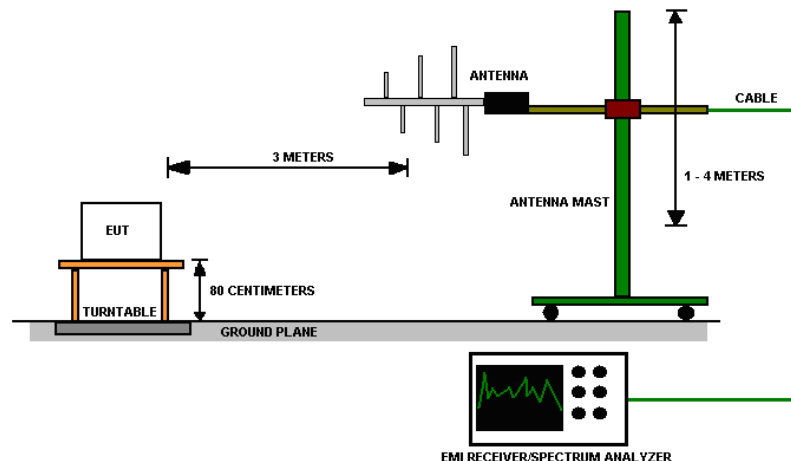 ANTENNA
CABLE
3 METERS
1 - 4 METERS
ANTENNA MAST
EUT
80 CENTIMETERS
TURNTABLE
GROUND PLANE
EMI RECEIVER/SPECTRUM ANALYZER